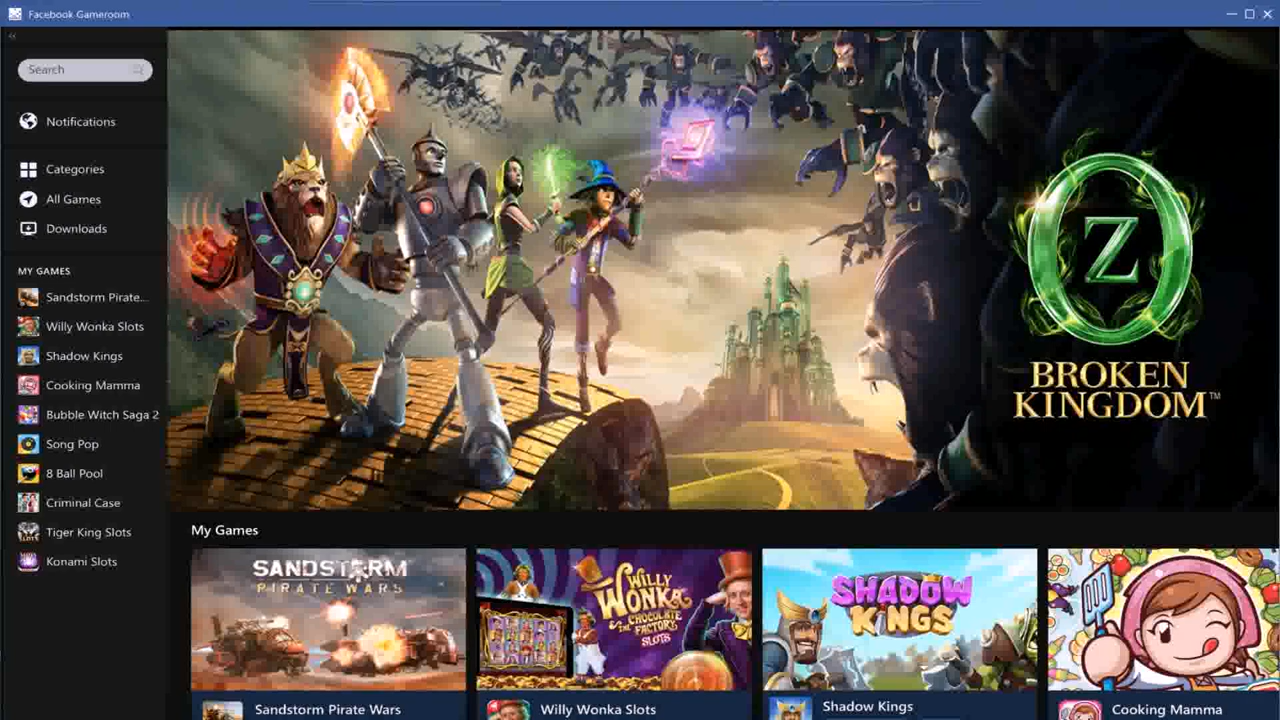 Facebook Gameroom
Search
Notifications
Categories
All Games
Downloads
MY GAMES
Sandstorm Pirate...
Willy Wonka Slots
Shadow Kings
Cooking Mamma
Bubble Witch Saga 2
Song Pop
8 Ball Pool
Criminal Case
Tiger King Slots
Konami Slots
OZ
BROKEN
KINGDOM™
My Games
SANDSTORM
PIRATE WARS
WILLY
WONKA
& THE
CHOCOLATE
FACTORY
SLOTS
SHADOW
KINGS
Sandstorm Pirate Wars
Willy Wonka Slots
Shadow Kings
Cooking Mamma